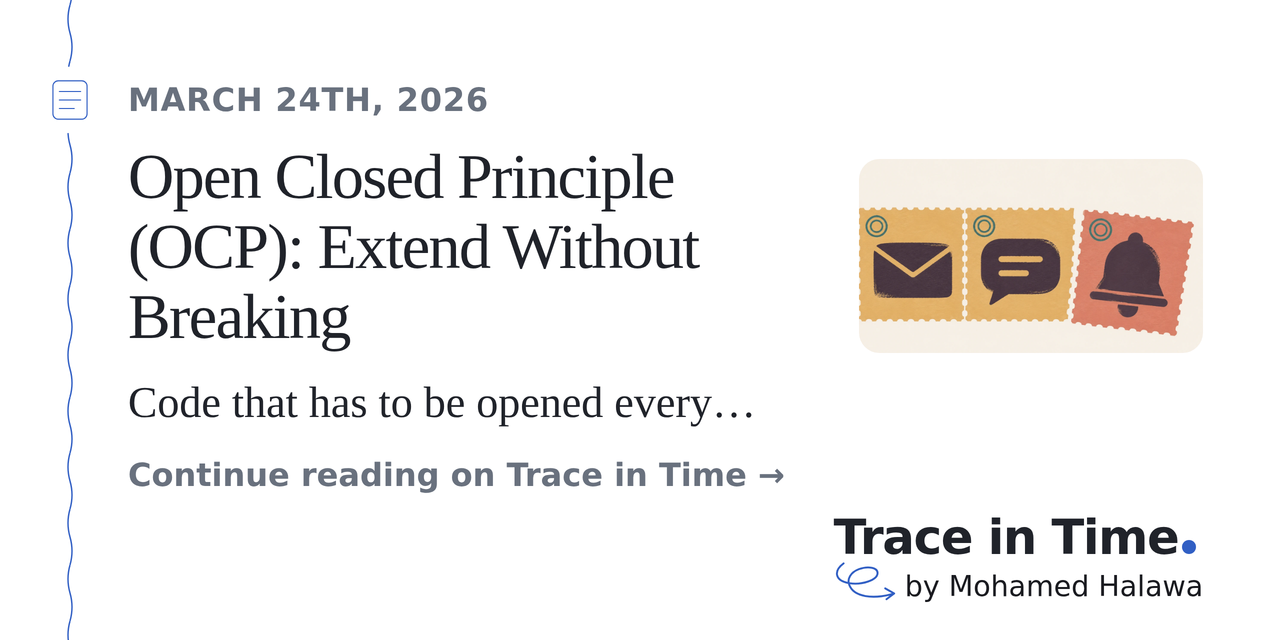 MARCH 24TH, 2026
Open Closed Principle
(OCP): Extend Without
Breaking
Code that has to be opened every…
Continue reading on Trace in Time →
Trace in Time.
by Mohamed Halawa